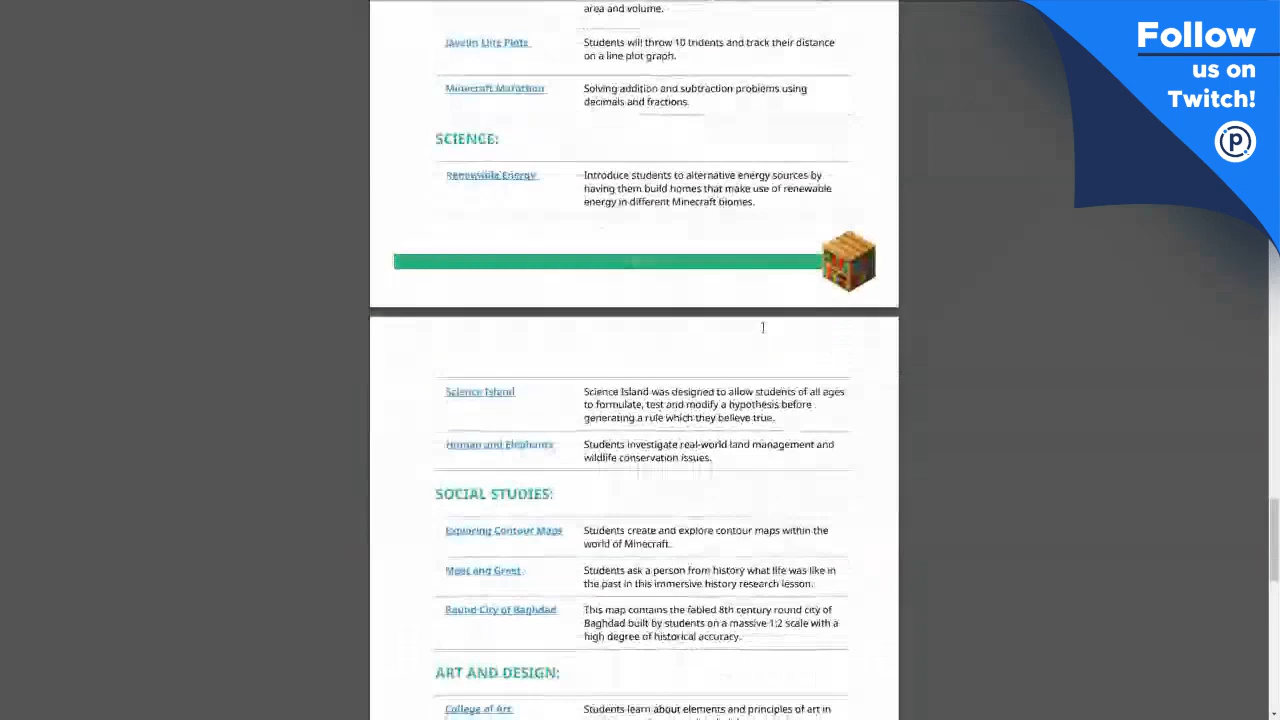 area and volume.
Javelin Line Plots
Students will throw 10 tridents and track their distance
on a line plot graph.
Minecraft Marathon
Solving addition and subtraction problems using
decimals and fractions.
SCIENCE:
Renewable Energy
Introduce students to alternative energy sources by
having them build homes that make use of renewable
energy in different Minecraft biomes.
Science Island
Science Island was designed to allow students of all ages
to formulate, test and modify a hypothesis before
generating a rule which they believe true.
Human and Elephants
Students investigate real-world land management and
wildlife conservation issues.
SOCIAL STUDIES:
Exploring Contour Maps
Students create and explore contour maps within the
world of Minecraft.
Meet and Greet
Students ask a person from history what life was like in
the past in this immersive history research lesson.
Round City of Baghdad
This map contains the fabled 8th century round city of
Baghdad built by students on a massive 1:2 scale with a
high degree of historical accuracy.
ART AND DESIGN:
College of Art
Students learn about elements and principles of art in
Follow
us on
Twitch!
p